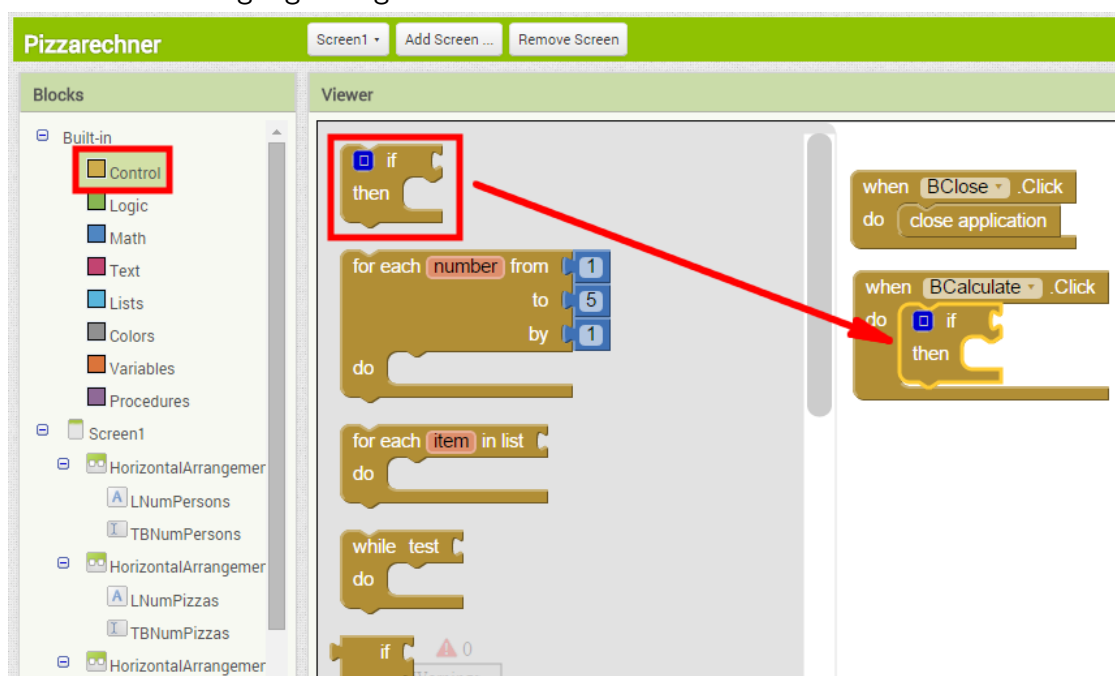 Pizzarechner
Screen1
Add Screen ...
Remove Screen
Blocks
Viewer
Built-in
Control
Logic
Math
Text
Lists
Colors
Variables
Procedures
Screen1
HorizontalArrangemer
LNumPersons
TBNumPersons
HorizontalArrangemer
LNumPizzas
TBNumPizzas
HorizontalArrangemer
if
then
for each number from 1
to 5
by 1
do
for each item in list
do
while test
do
if
0
when BClose .Click
do close application
when BCalculate .Click
do if
then